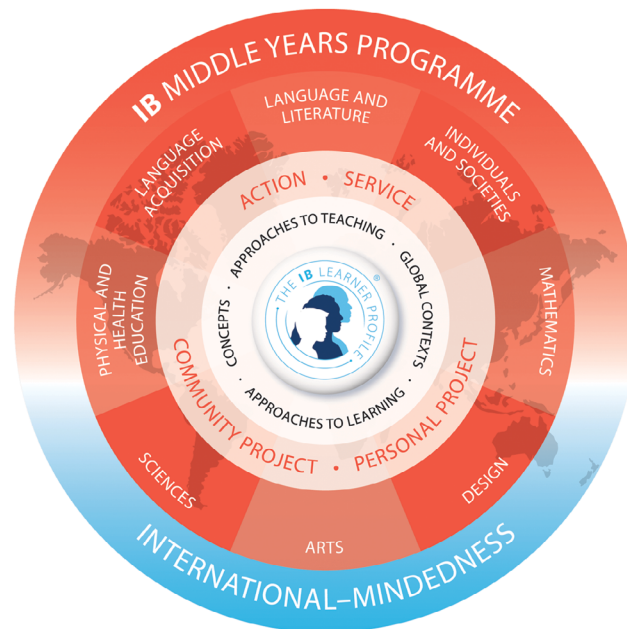 IB MIDDLE YEARS PROGRAMME
LANGUAGE AND
LITERATURE
INDIVIDUALS
AND SOCIETIES
MATHEMATICS
DESIGN
ARTS
SCIENCES
PHYSICAL AND
HEALTH
EDUCATION
LANGUAGE
ACQUISITION
ACTION • SERVICE
COMMUNITY PROJECT • PERSONAL PROJECT
APPROACHES TO TEACHING •
GLOBAL CONTEXTS •
APPROACHES TO LEARNING •
CONCEPTS •
THE IB LEARNER PROFILE ®
INTERNATIONAL–MINDEDNESS